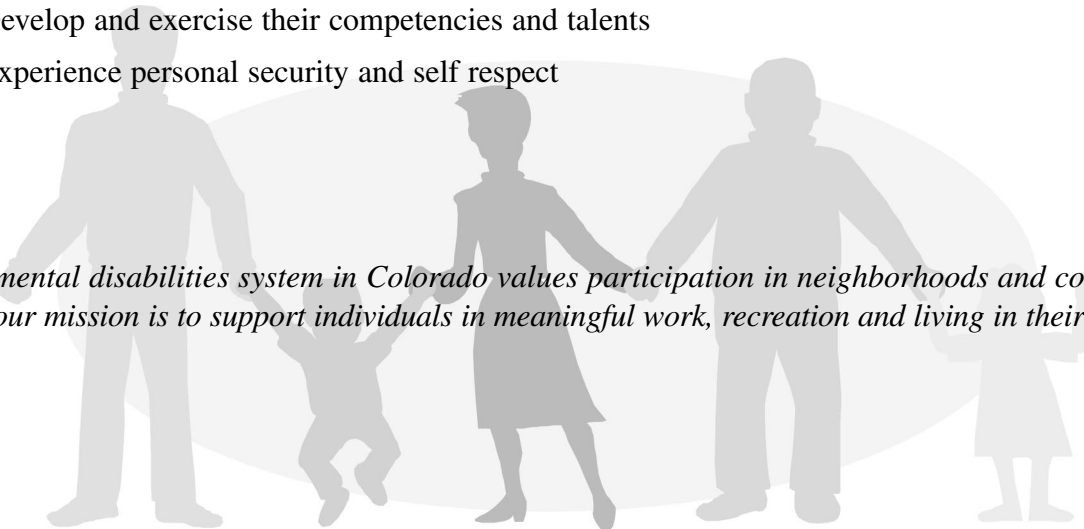 evelop and exercise their competencies and talents
xperience personal security and self respect
mental disabilities system in Colorado values participation in neighborhoods and co
our mission is to support individuals in meaningful work, recreation and living in their